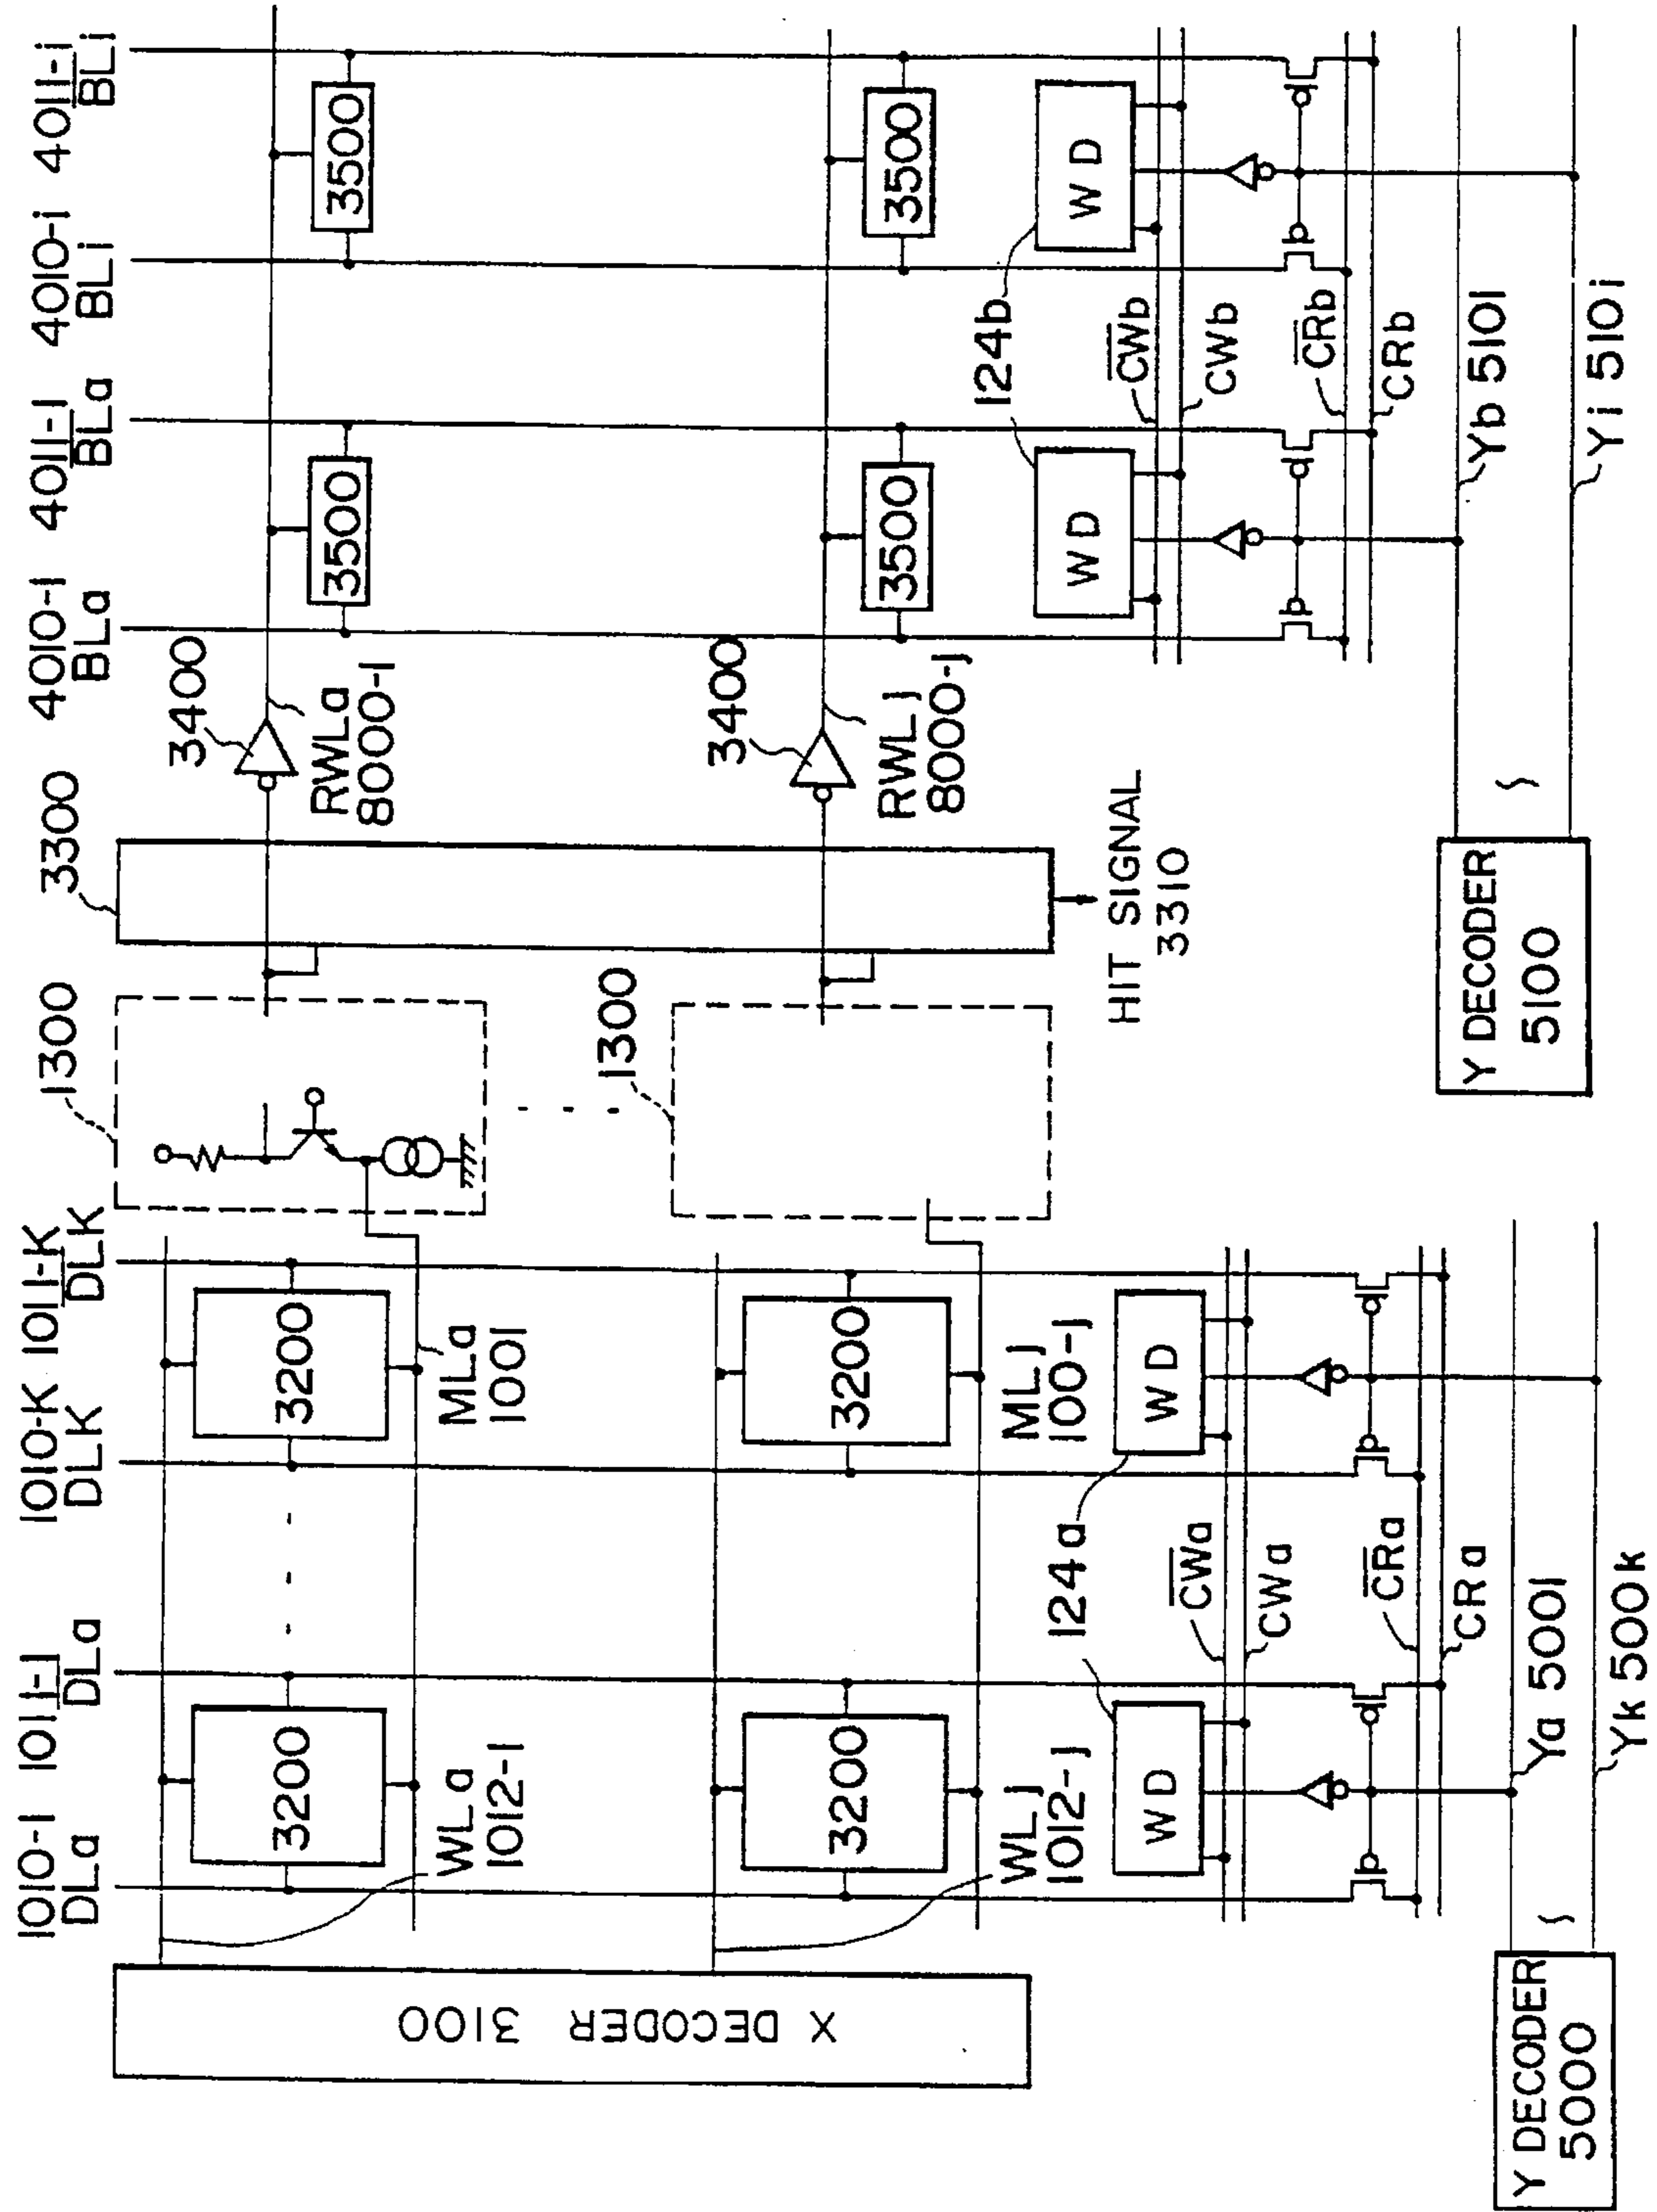 1010-1
DLa
1011-1
DLa
1010-K
DLK
1011-K
DLK
1300
3300
3400
4010-1
BLa
4011-1
BLa
4010-i
BLi
4011-i
BLi
X DECODER 3100
3200
3200
WLa
1012-1
MLa
1001
RWLa
8000-1
3500
3500
3200
3200
WLj
1012-j
MLj
100-j
1300
3400
RWLj
8000-j
3500
3500
HIT SIGNAL
3310
WD
124a
WD
CWa
CWa
CRa
CRa
WD
124b
WD
CWb
CWb
CRb
CRb
Y DECODER
5000
Ya 5001
Yk 500k
Y DECODER
5100
Yb 5101
Yi 510i